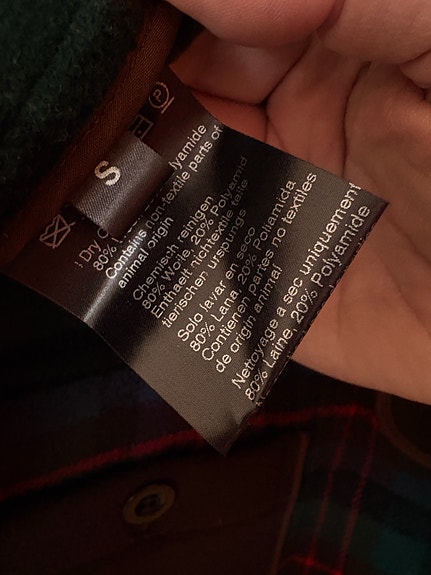 S
Dry
80% lyamide
Contains non-textile parts of
animal origin
Chemisch reinigen
80% Wolle, 20% Polyamid
Enthaelt nichttextile teile
tierischen ursprungs
Solo lavar en seco
80% Lana, 20% Poliamida
Contienen partes no textiles
de origin animal
Nettoyage a sec uniquement
80% Laine, 20% Polyamide